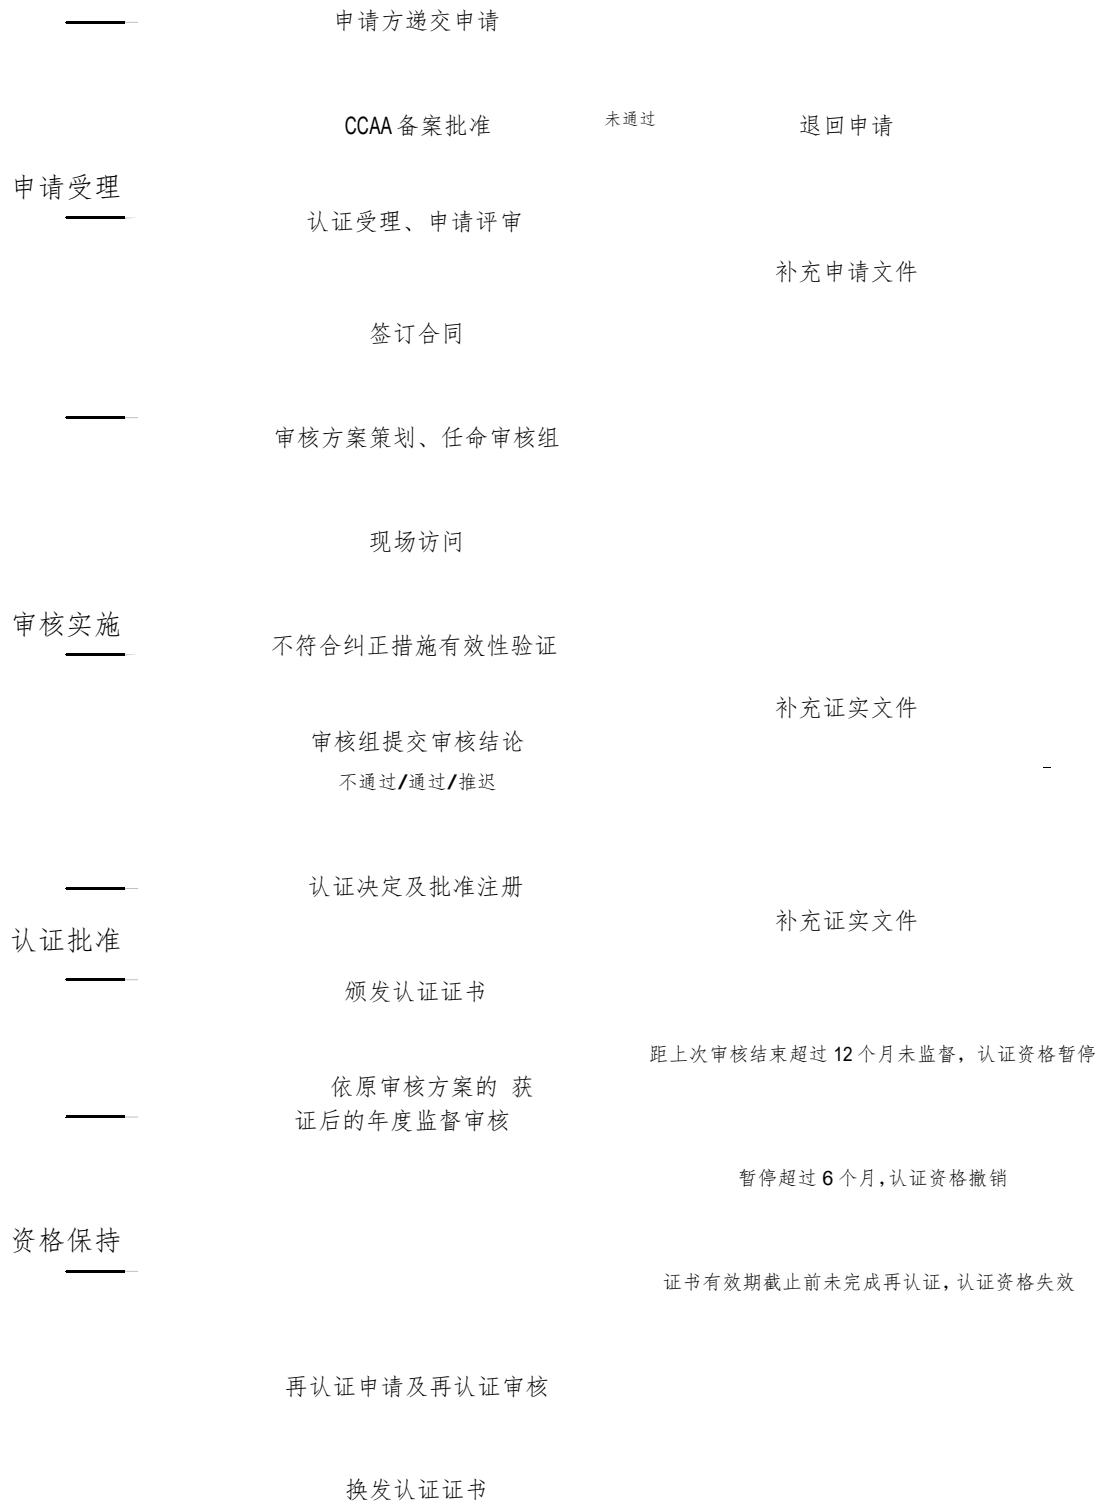 申请方递交申请
CCAA 备案批准
未通过
退回申请
申请受理
认证受理、申请评审
补充申请文件
签订合同
审核方案策划、任命审核组
现场访问
审核实施
不符合纠正措施有效性验证
补充证实文件
审核组提交审核结论
不通过/通过/推迟
认证决定及批准注册
补充证实文件
认证批准
颁发认证证书
距上次审核结束超过 12 个月未监督，认证资格暂停
依原审核方案的 获
证后的年度监督审核
暂停超过 6 个月,认证资格撤销
资格保持
证书有效期截止前未完成再认证,认证资格失效
再认证申请及再认证审核
换发认证证书